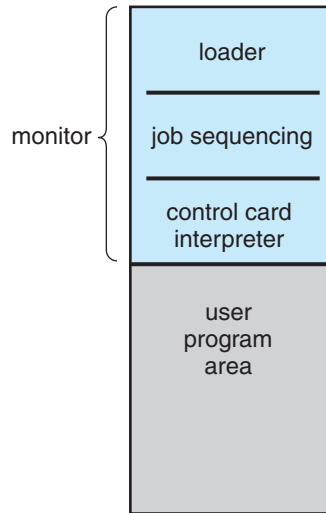 loader
monitor
job sequencing
control card
interpreter
user
program
area